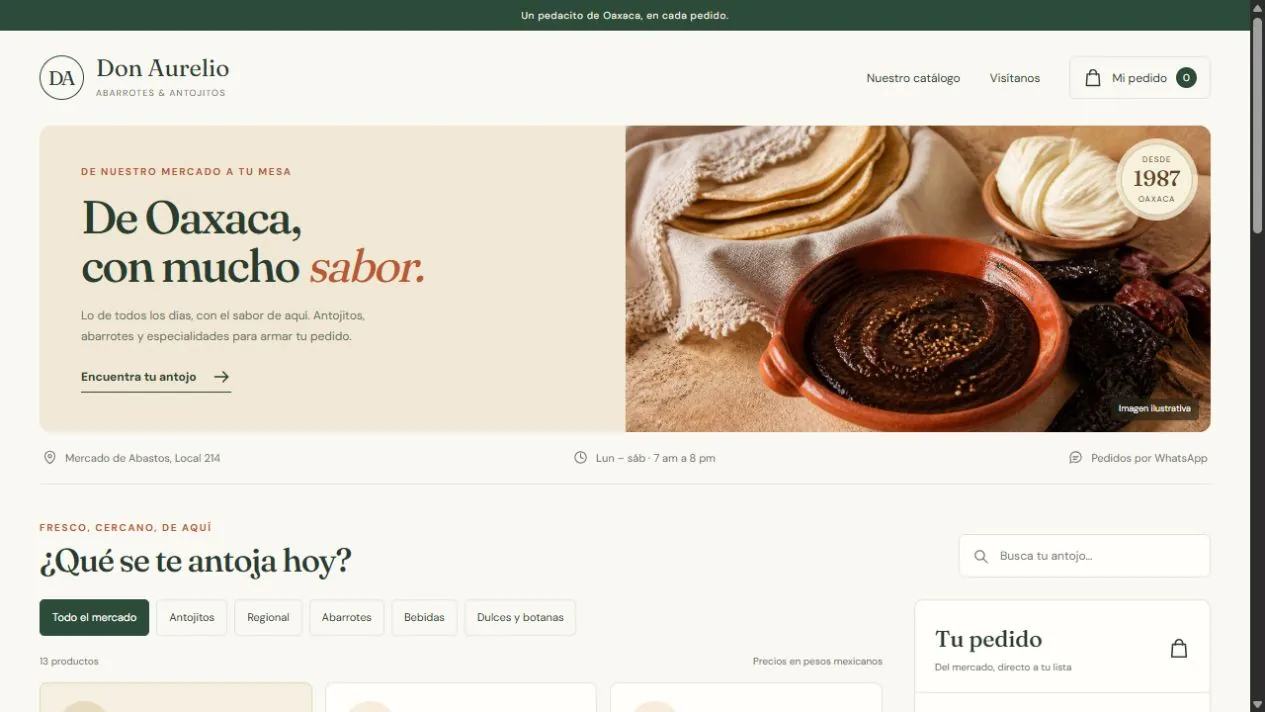 Un pedacito de Oaxaca, en cada pedido.
DA
Don Aurelio
ABARROTES & ANTOJITOS
Nuestro catálogo
Visítanos
Mi pedido
0
DE NUESTRO MERCADO A TU MESA
De Oaxaca,
con mucho sabor.
Lo de todos los días, con el sabor de aquí. Antojitos,
abarrotes y especialidades para armar tu pedido.
Encuentra tu antojo
DESDE
1987
OAXACA
Imagen ilustrativa
Mercado de Abastos, Local 214
Lun – sáb · 7 am a 8 pm
Pedidos por WhatsApp
FRESCO, CERCANO, DE AQUÍ
¿Qué se te antoja hoy?
Busca tu antojo...
Todo el mercado
Antojitos
Regional
Abarrotes
Bebidas
Dulces y botanas
13 productos
Precios en pesos mexicanos
Tu pedido
Del mercado, directo a tu lista